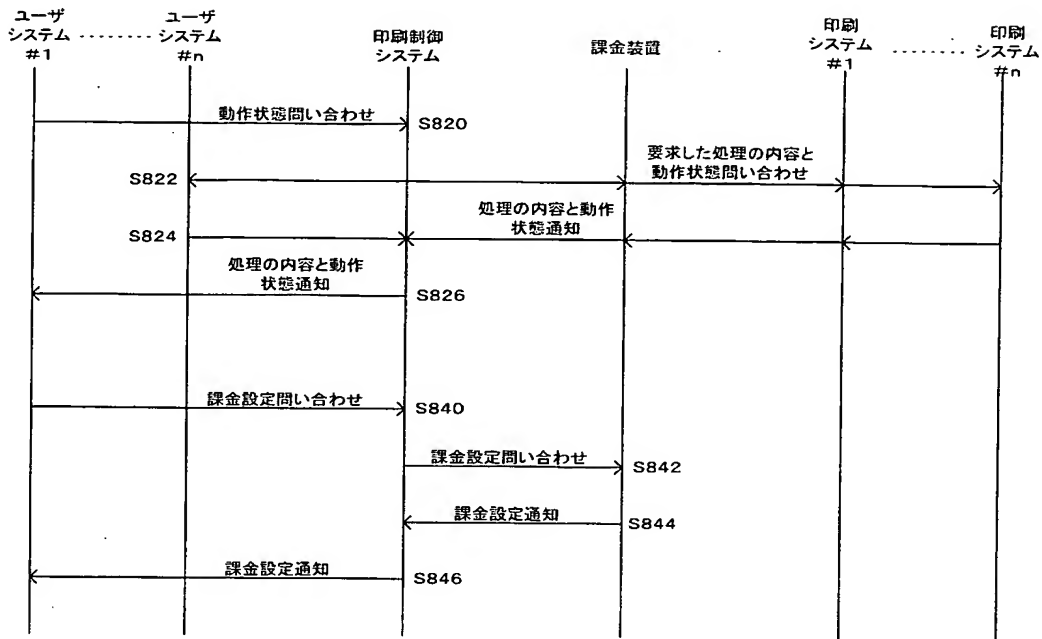 ユーザ
システム
#1
ユーザ
システム
#n
印刷制御
システム
課金装置
印刷
システム
#1
印刷
システム
#n
動作状態問い合わせ
S820
要求した処理の内容と
動作状態問い合わせ
S822
処理の内容と動作
状態通知
S824
処理の内容と動作
状態通知
S826
課金設定問い合わせ
S840
課金設定問い合わせ
S842
課金設定通知
S844
課金設定通知
S846